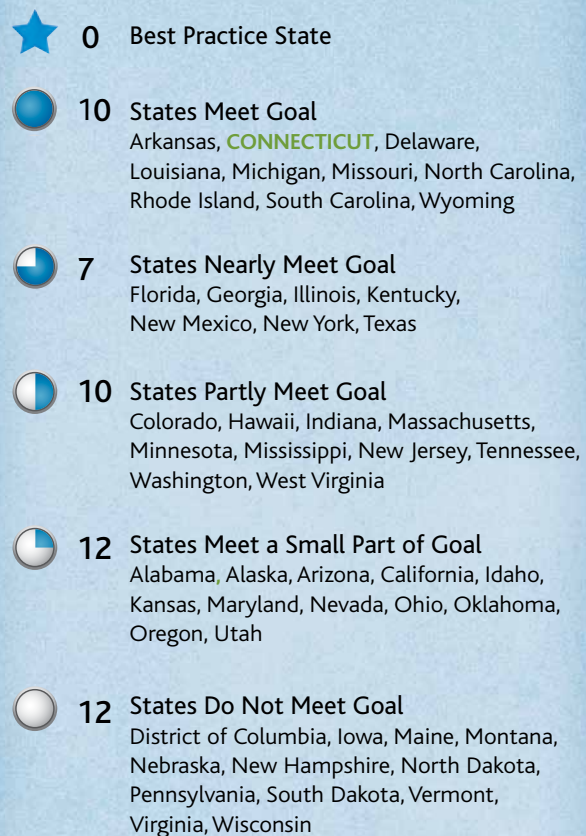 0 Best Practice State
10 States Meet Goal
Arkansas, CONNECTICUT, Delaware,
Louisiana, Michigan, Missouri, North Carolina,
Rhode Island, South Carolina, Wyoming
7 States Nearly Meet Goal
Florida, Georgia, Illinois, Kentucky,
New Mexico, New York, Texas
10 States Partly Meet Goal
Colorado, Hawaii, Indiana, Massachusetts,
Minnesota, Mississippi, New Jersey, Tennessee,
Washington, West Virginia
12 States Meet a Small Part of Goal
Alabama, Alaska, Arizona, California, Idaho,
Kansas, Maryland, Nevada, Ohio, Oklahoma,
Oregon, Utah
12 States Do Not Meet Goal
District of Columbia, Iowa, Maine, Montana,
Nebraska, New Hampshire, North Dakota,
Pennsylvania, South Dakota, Vermont,
Virginia, Wisconsin